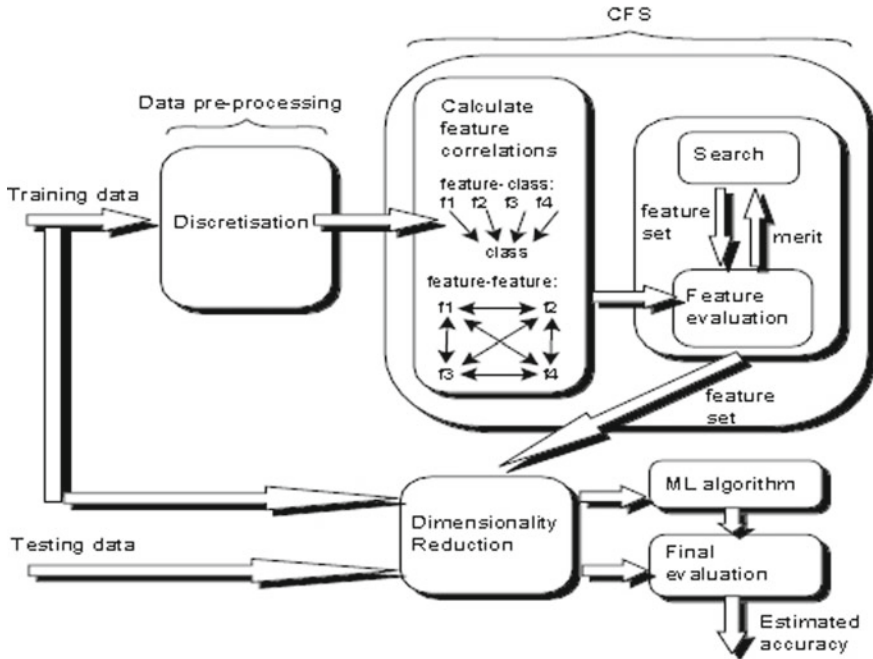 CFS
Data pre-processing
Training data
Discretisation
Calculate
feature
correlations
feature-class:
f1 f2 f3 f4
class
feature-feature:
f1 f2
f3 f4
Search
feature
set
merit
Feature
evaluation
feature
set
Dimensionality
Reduction
ML algorithm
Testing data
Final
evaluation
Estimated
accuracy